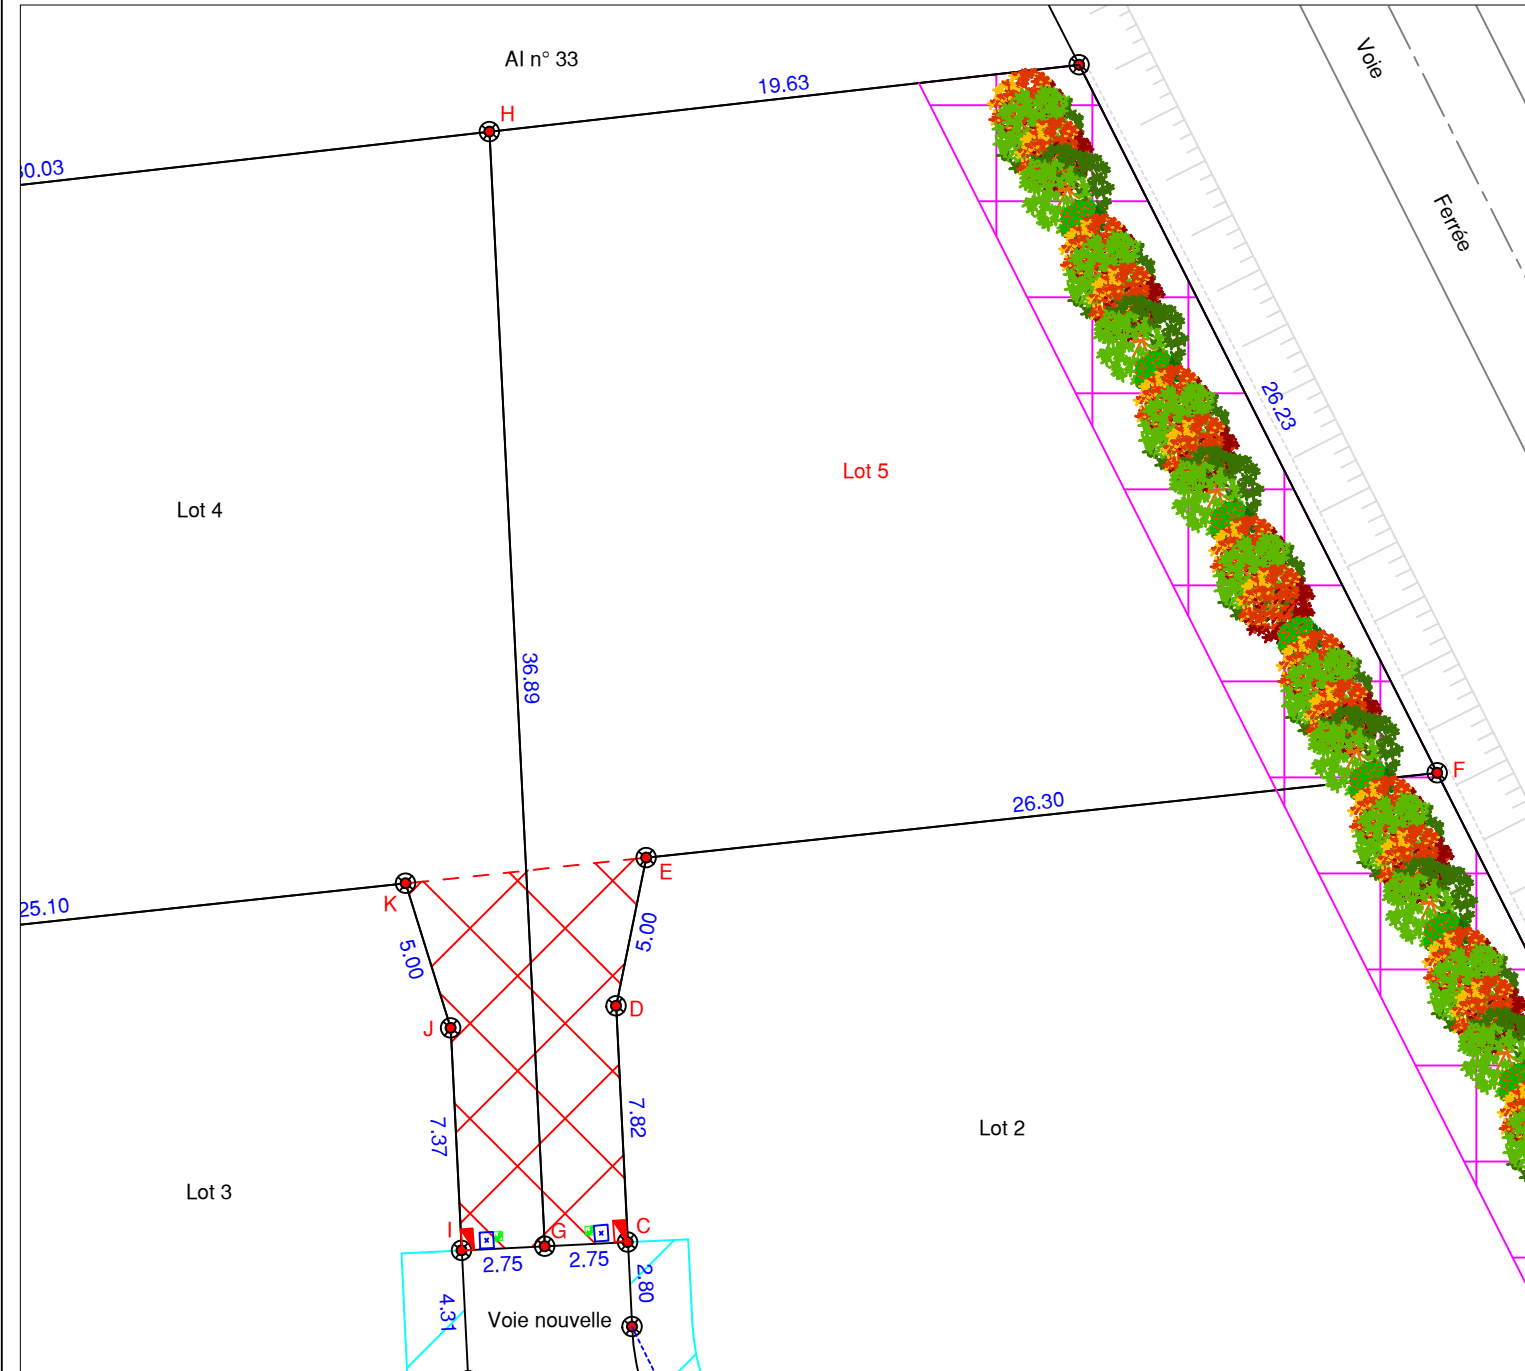 AI n° 33
Voie
19.63
H
30.03
Ferrée
26.23
Lot 5
Lot 4
36.89
F
26.30
E
K
25.10
5.00
5.00
D
J
7.82
7.37
Lot 2
Lot 3
I
G
C
2.75
2.75
2.80
4.31
Voie nouvelle